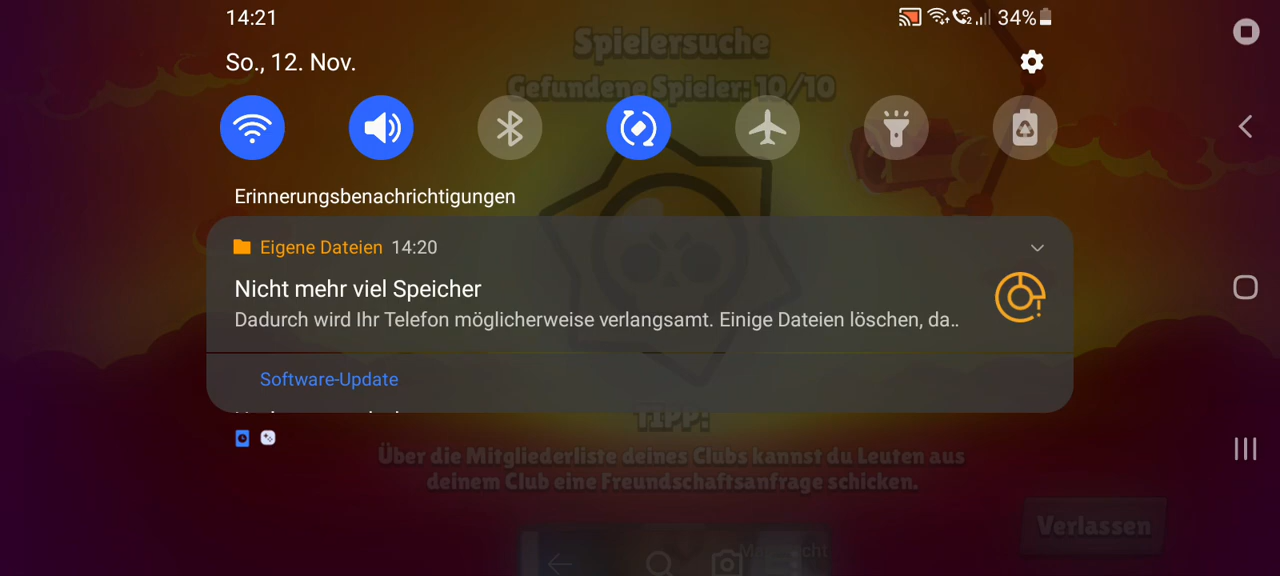 14:21
34%
Spielersuche
So., 12. Nov.
Gefundene Spieler: 10/10
Erinnerungsbenachrichtigungen
Eigene Dateien 14:20
Nicht mehr viel Speicher
Dadurch wird Ihr Telefon möglicherweise verlangsamt. Einige Dateien löschen, da..
Software-Update
TIPP:
Über die Mitgliederliste deines Clubs kannst du Leuten aus
deinem Club eine Freundschaftsanfrage schicken.
Verlassen